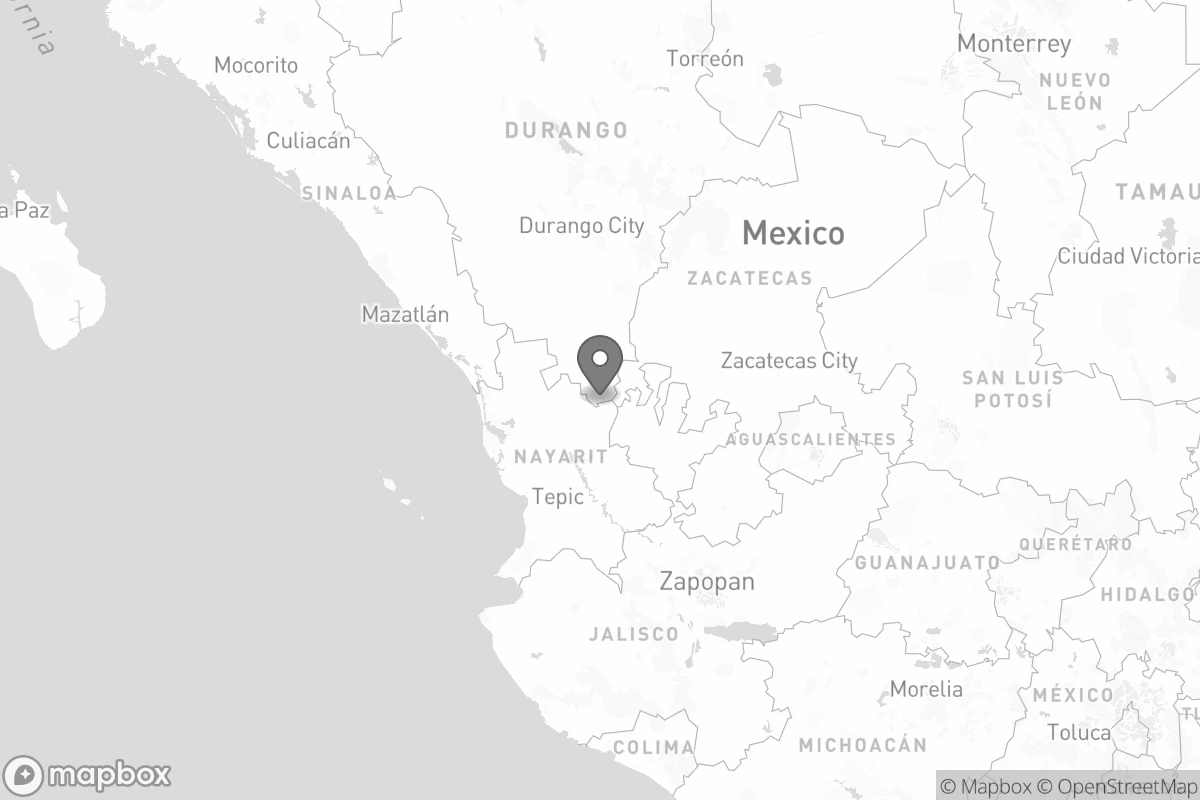 ornia
Mocorito
Torreón
Monterrey
NUEVO
LEÓN
DURANGO
Culiacán
SINALOA
TAMAU
a Paz
Durango City
Mexico
Ciudad Victoria
ZACATECAS
Mazatlán
Zacatecas City
SAN LUIS
POTOSÍ
AGUASCALIENTES
NAYARIT
Tepic
QUERÉTARO
GUANAJUATO
Zapopan
HIDALGO
JALISCO
Morelia
MÉXICO
TL
Toluca
COLIMA
MICHOACÁN
mapbox
© Mapbox © OpenStreetMap